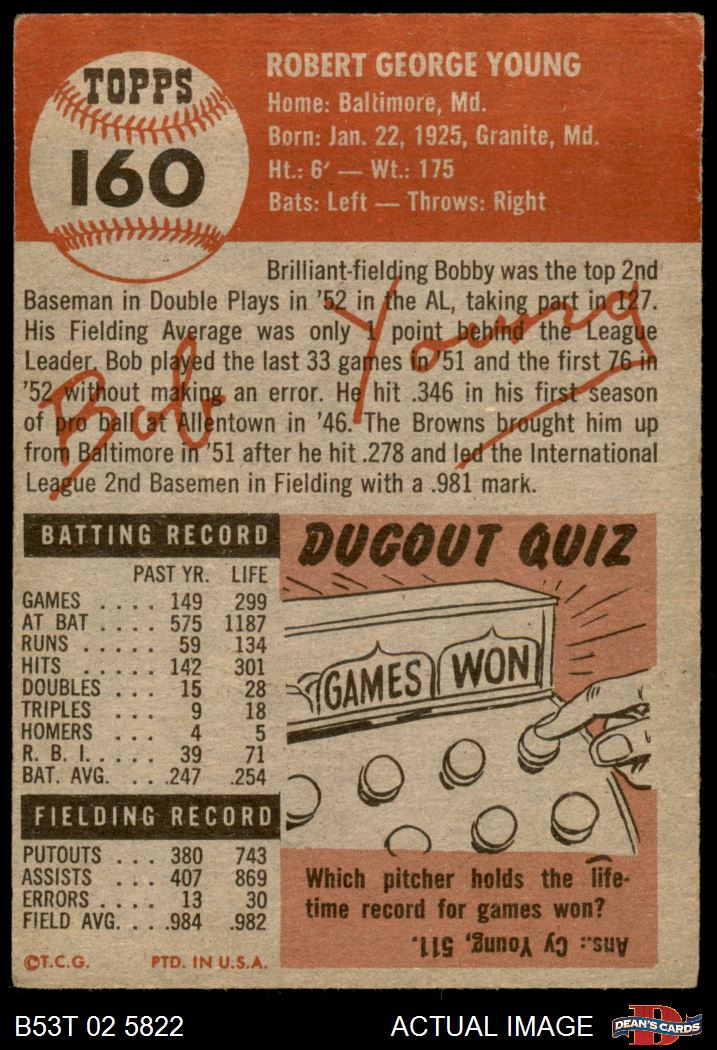 TOPPS
160
ROBERT GEORGE YOUNG
Home: Baltimore, Md.
Born: Jan. 22, 1925, Granite, Md.
Ht.: 6' — Wt.: 175
Bats: Left — Throws: Right
Brilliant-fielding Bobby was the top 2nd
Baseman in Double Plays in '52 in the AL, taking part in 127.
His Fielding Average was only 1 point behind the League
Leader. Bob played the last 33 games in '51 and the first 76 in
'52 without making an error. He hit .346 in his first season
of pro ball at Allentown in '46. The Browns brought him up
from Baltimore in '51 after he hit .278 and led the International
League 2nd Basemen in Fielding with a .981 mark.
Bob Young
BATTING RECORD
PAST YR. LIFE
GAMES .... 149 299
AT BAT .... 575 1187
RUNS ..... 59 134
HITS ..... 142 301
DOUBLES ... 15 28
TRIPLES ... 9 18
HOMERS ... 4 5
R. B. I. .... 39 71
BAT. AVG. ... .247 .254
FIELDING RECORD
PUTOUTS ... 380 743
ASSISTS ... 407 869
ERRORS ... 13 30
FIELD AVG. .. .984 .982
©T.C.G. PTD. IN U.S.A.
DUGOUT QUIZ
GAMES WON
Which pitcher holds the life-
time record for games won?
Ans.: Cy Young, 511.
B53T 02 5822
ACTUAL IMAGE
D
DEAN'S CARDS